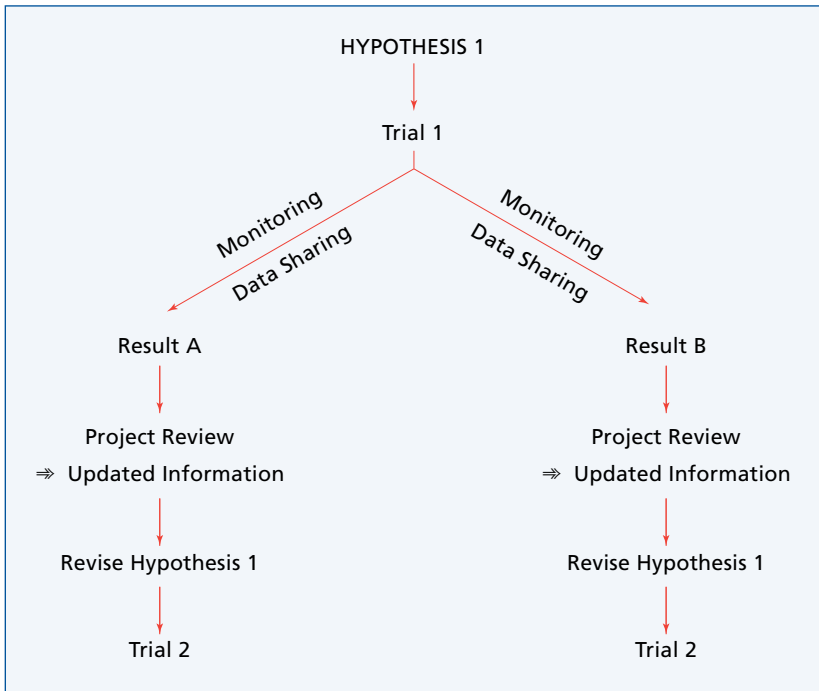 HYPOTHESIS 1
Trial 1
Monitoring
Data Sharing
Monitoring
Data Sharing
Result A
Result B
Project Review
⇒ Updated Information
Project Review
⇒ Updated Information
Revise Hypothesis 1
Revise Hypothesis 1
Trial 2
Trial 2